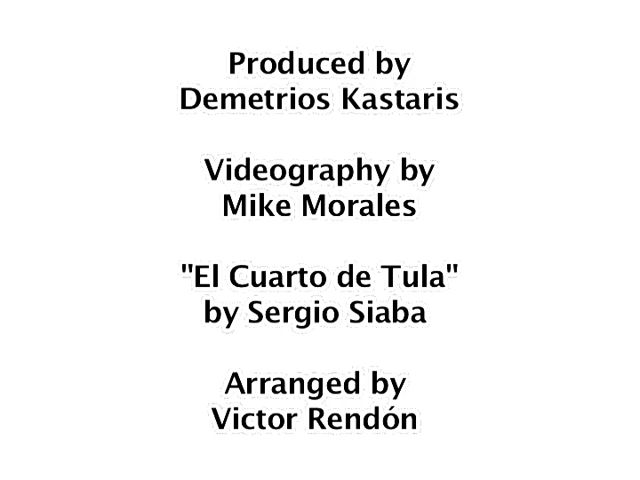 Produced by
Demetrios Kastaris
Videography by
Mike Morales
"El Cuarto de Tula"
by Sergio Siaba
Arranged by
Victor Rendón